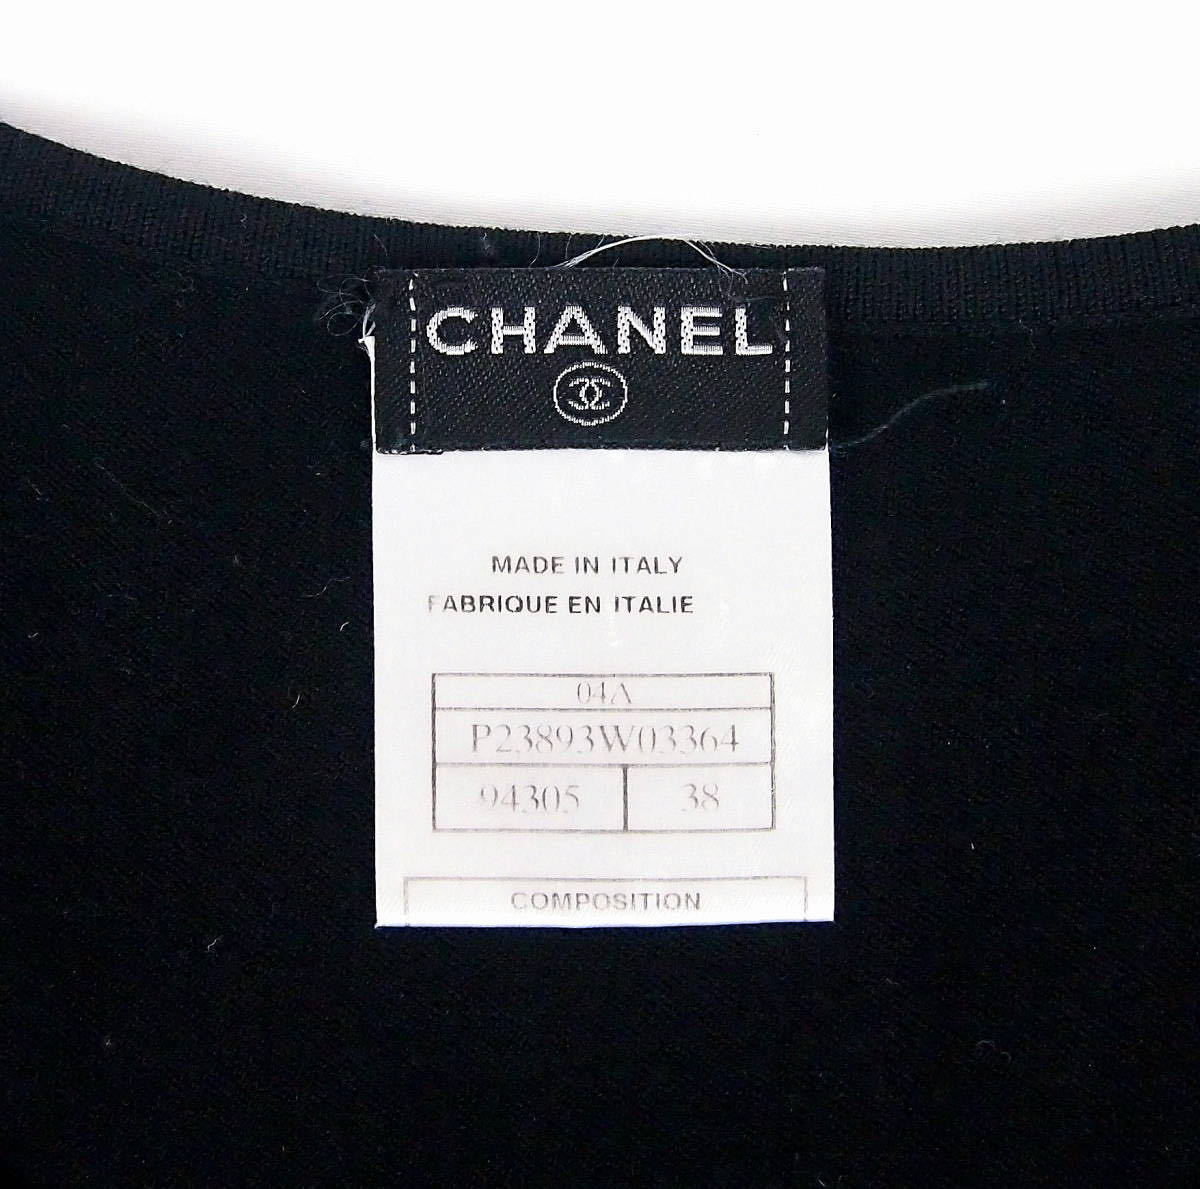 CHANEL
MADE IN ITALY
FABRIQUE EN ITALIE
04A
P23893W03364
94305 38
COMPOSITION